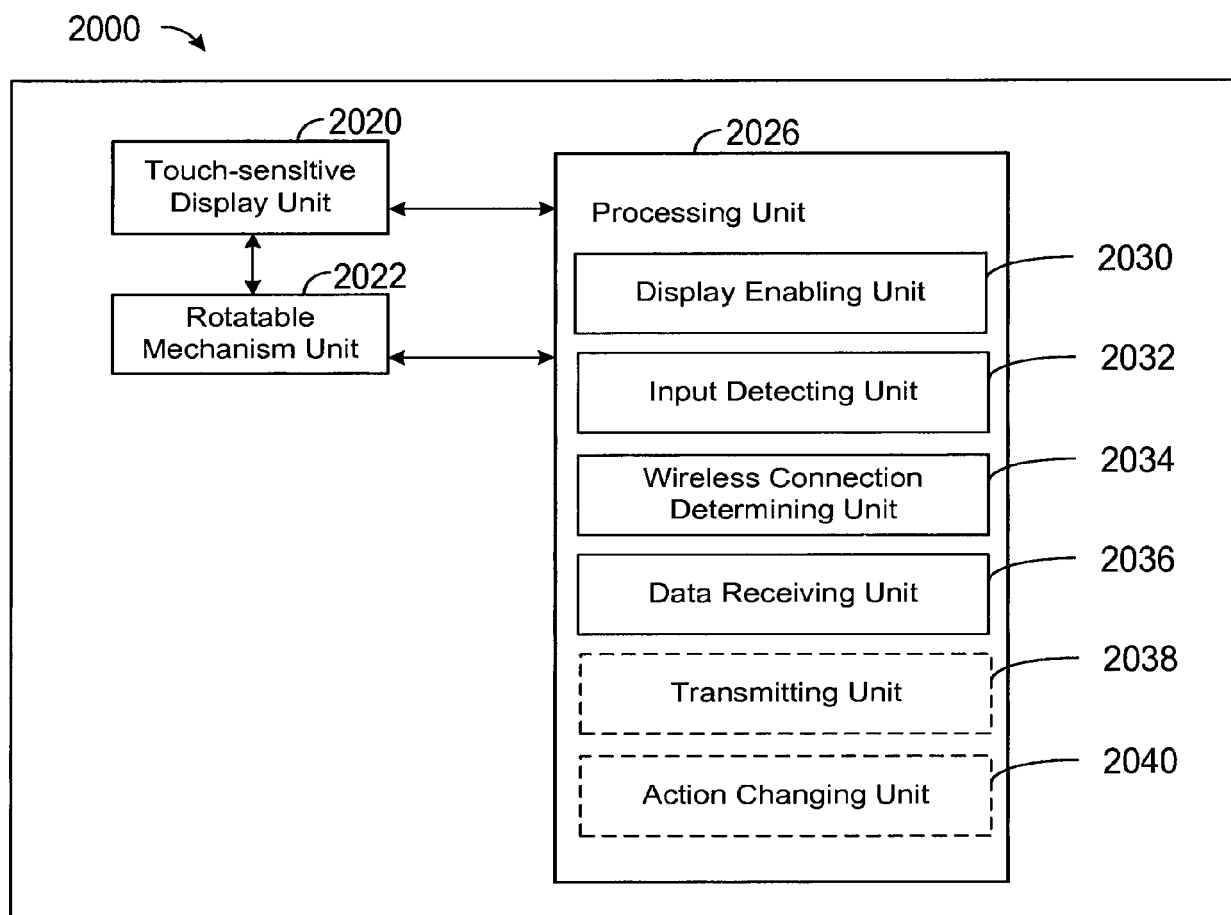 2000
2020
Touch-sensitive
Display Unit
2022
Rotatable
Mechanism Unit
2026
Processing Unit
Display Enabling Unit
2030
Input Detecting Unit
2032
Wireless Connection
Determining Unit
2034
Data Receiving Unit
2036
Transmitting Unit
2038
Action Changing Unit
2040